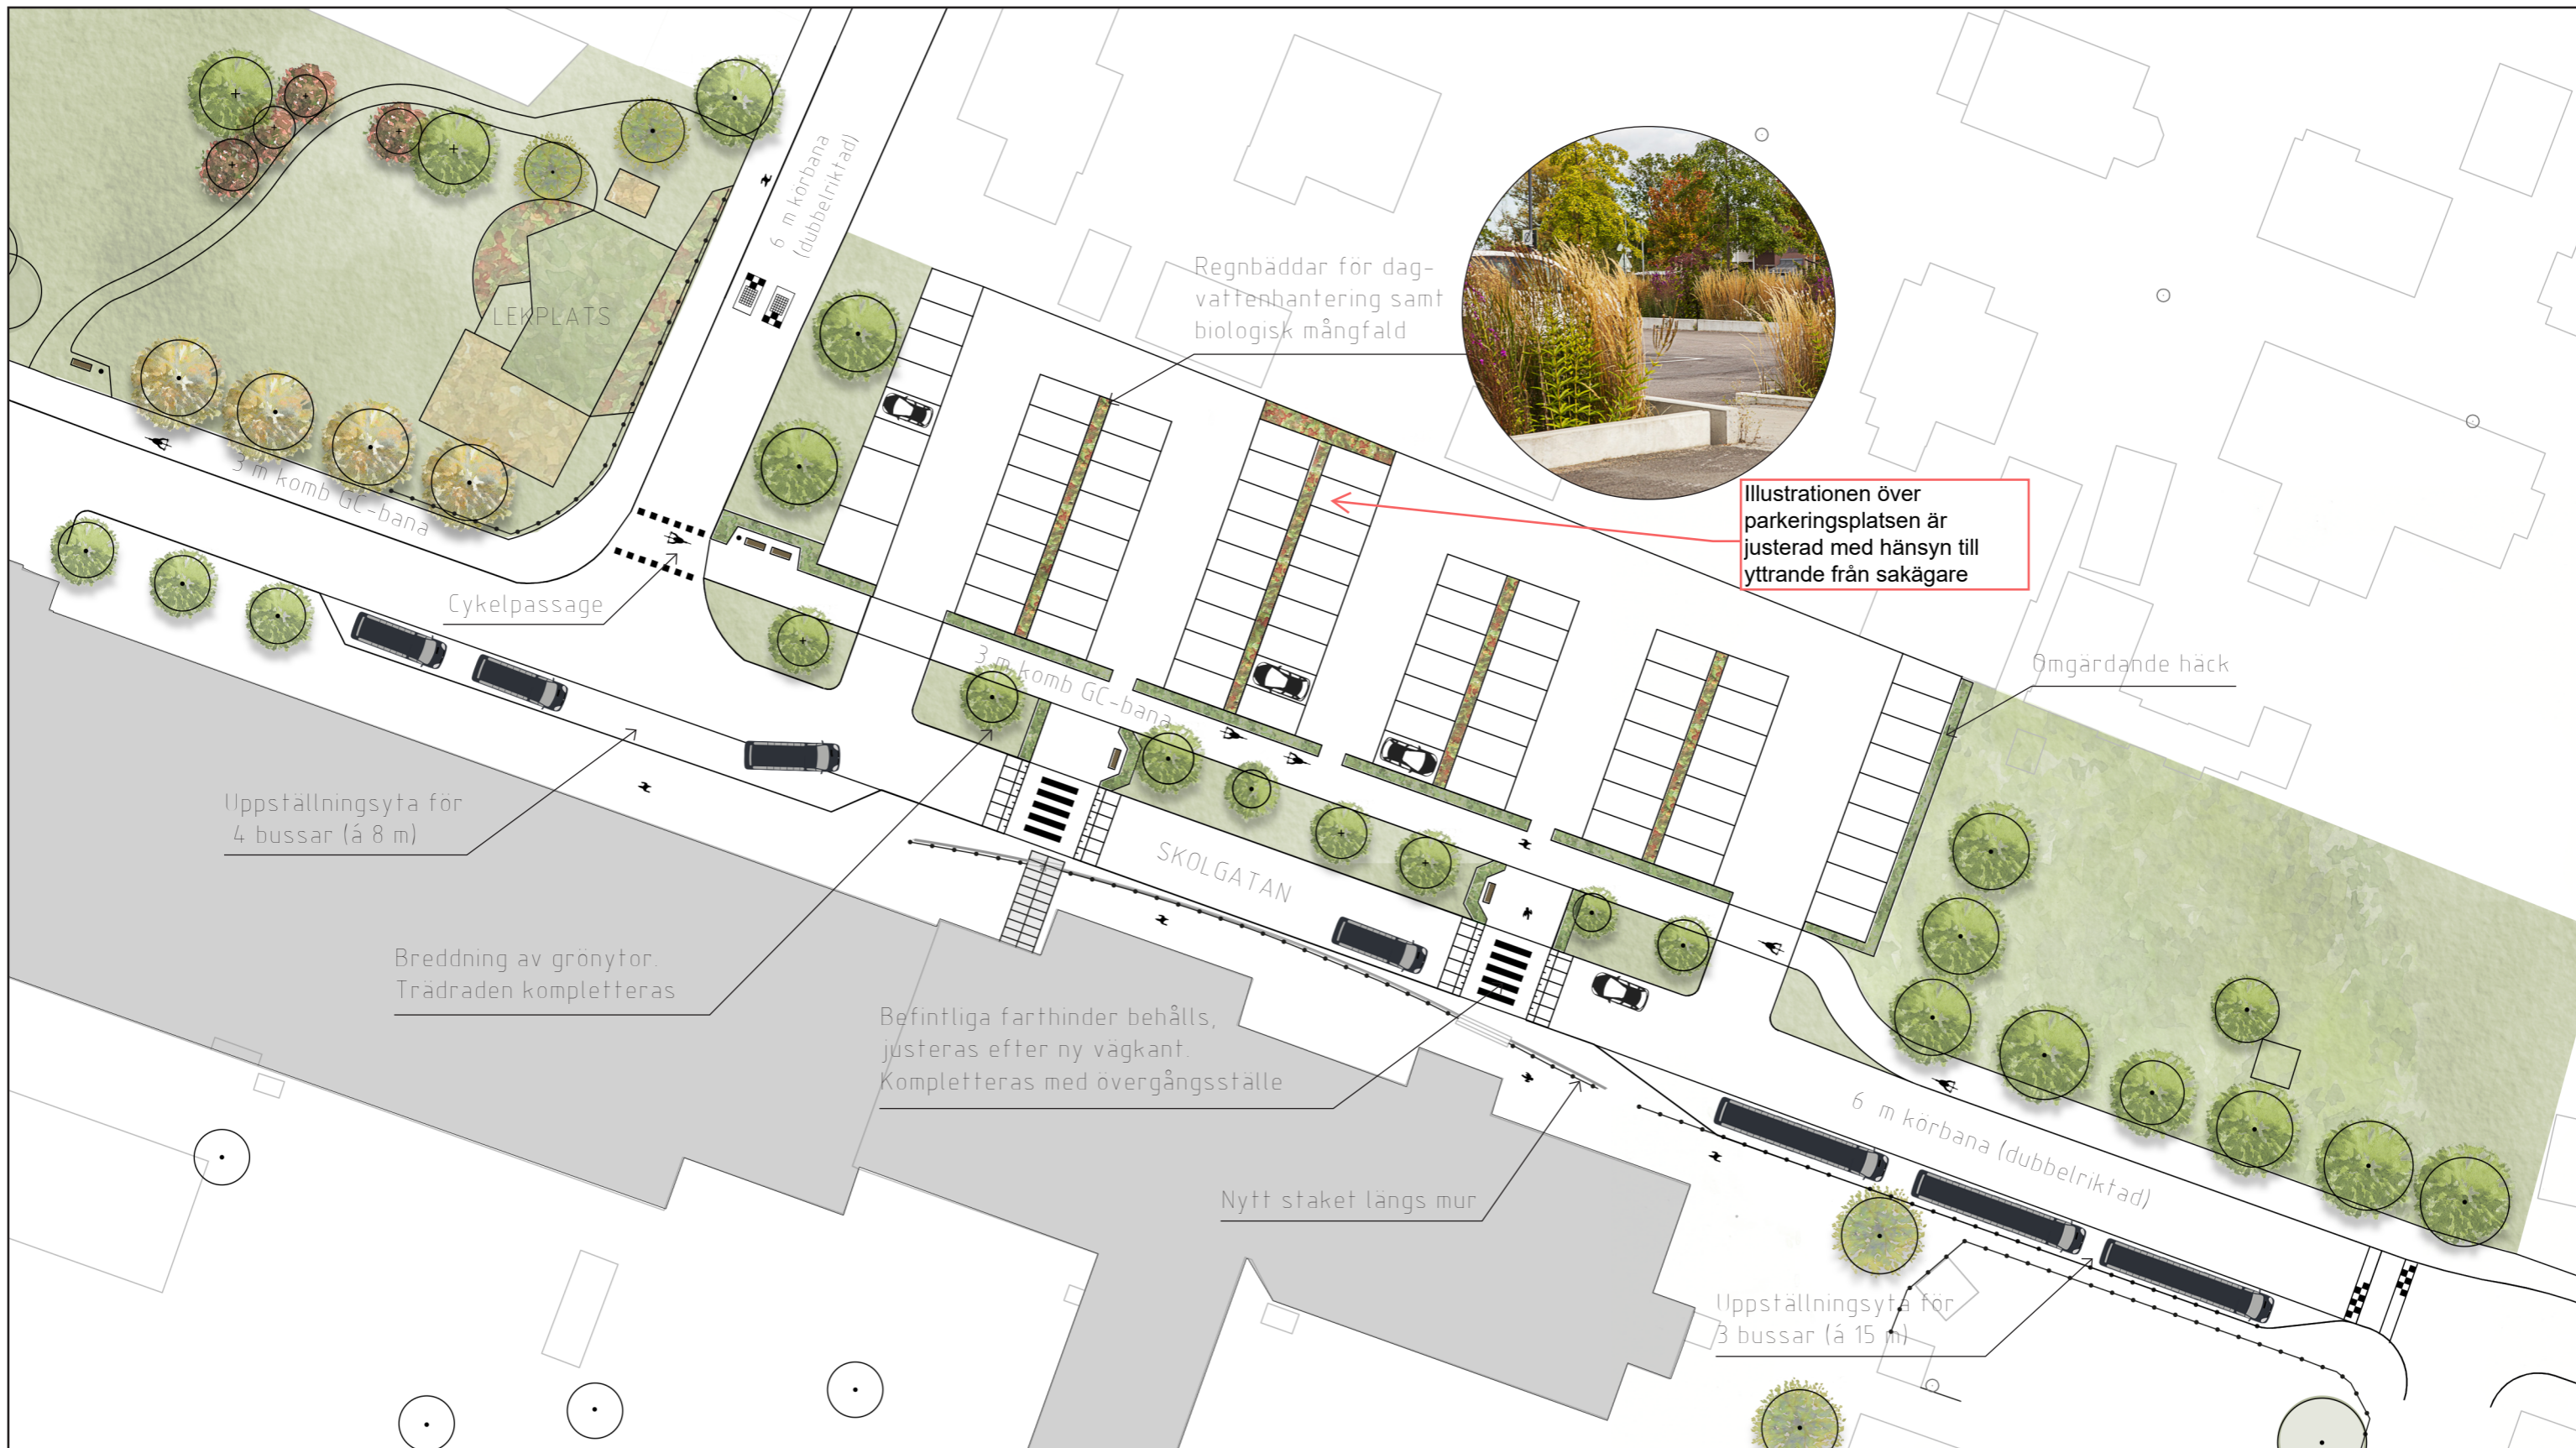 6 m körbana
(dubbelriktad)
Regnbäddar för dag-
vattenhantering samt
biologisk mångfald
LEKPLATS
3 m komb GC-bana
Illustrationen över
parkeringsplatsen är
justerad med hänsyn till
yttrande från sakägare
Cykelpassage
3 m komb GC-bana
Omgärdande häck
Uppställningsyta för
4 bussar (á 8 m)
SKOLGATAN
Breddning av grönytor.
Trädraden kompletteras
Befintliga farthinder behålls,
justeras efter ny vägkant.
Kompletteras med övergångsställe
6 m körbana (dubbelriktad)
Nytt staket längs mur
Uppställningsyta för
3 bussar (á 15 m)